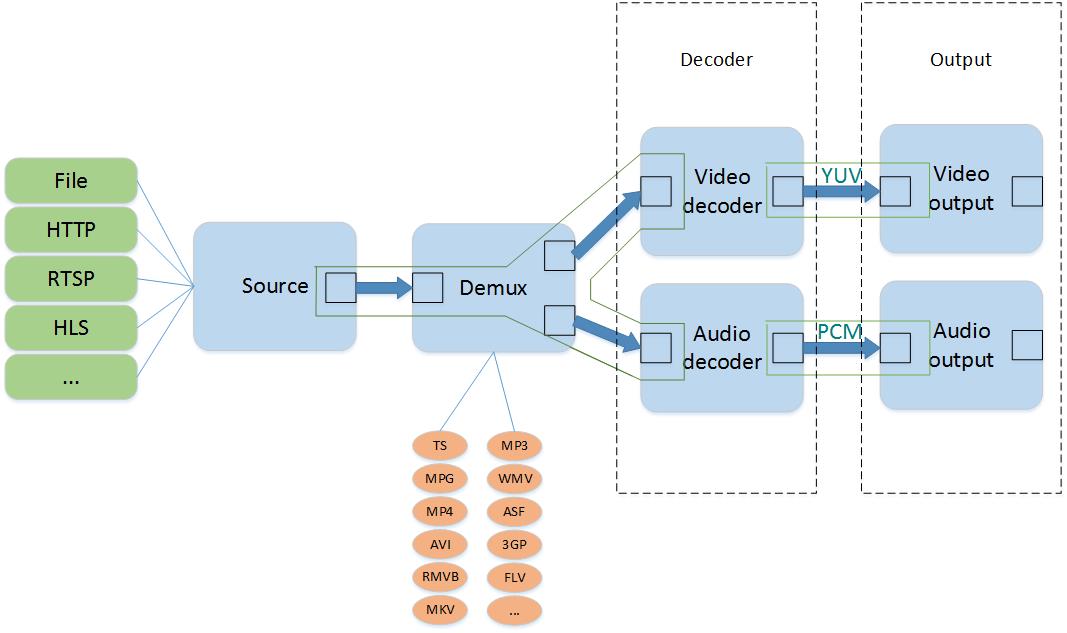 Decoder
Output
File
HTTP
RTSP
HLS
...
Source
Demux
Video
decoder
YUV
Video
output
Audio
decoder
PCM
Audio
output
TS
MPG
MP4
AVI
RMVB
MKV
MP3
WMV
ASF
3GP
FLV
...